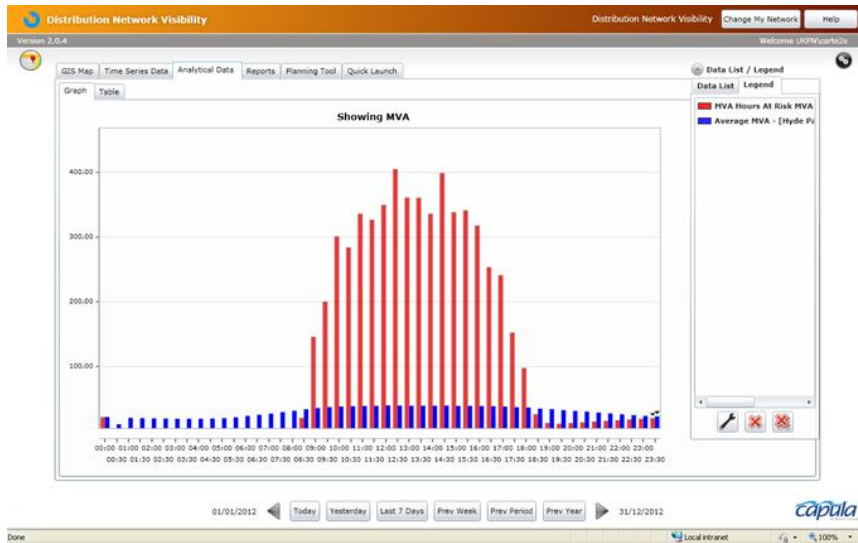 Distribution Network Visibility
Distribution Network Visibility Change My Network Help
Version 2.0.4 Welcome UKPN\carte2s
GIS Map Time Series Data Analytical Data Reports Planning Tool Quick Launch
Data List / Legend
Graph Table
Data List Legend
Showing MVA
MVA Hours At Risk MVA
Average MVA - [Hyde Pa
400.00
300.00
200.00
100.00
00:00 01:00 02:00 03:00 04:00 05:00 06:00 07:00 08:00 09:00 10:00 11:00 12:00 13:00 14:00 15:00 16:00 17:00 18:00 19:00 20:00 21:00 22:00 23:00
00:30 01:30 02:30 03:30 04:30 05:30 06:30 07:30 08:30 09:30 10:30 11:30 12:30 13:30 14:30 15:30 16:30 17:30 18:30 19:30 20:30 21:30 22:30 23:30
01/01/2012 Today Yesterday Last 7 Days Prev Week Prev Period Prev Year 31/12/2012
capula
Done Local intranet 100%